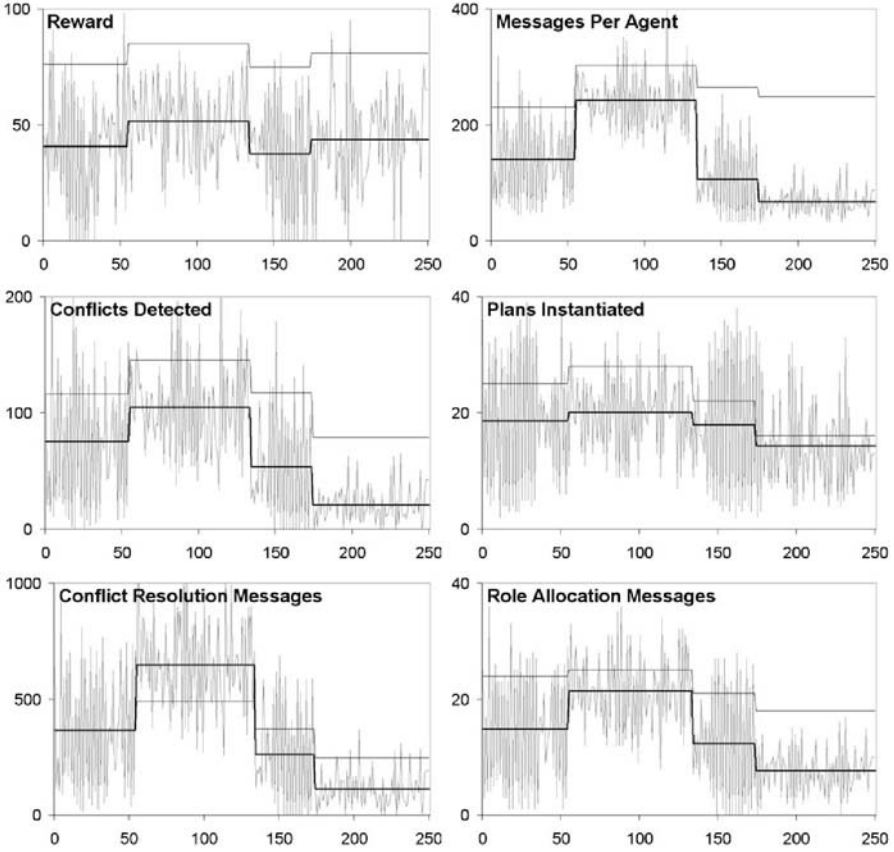 Reward
100
50
0
0 50 100 150 200 250
Messages Per Agent
400
200
0
0 50 100 150 200 250
Conflicts Detected
200
100
0
0 50 100 150 200 250
Plans Instantiated
40
20
0
0 50 100 150 200 250
Conflict Resolution Messages
1000
500
0
0 50 100 150 200 250
Role Allocation Messages
40
20
0
0 50 100 150 200 250